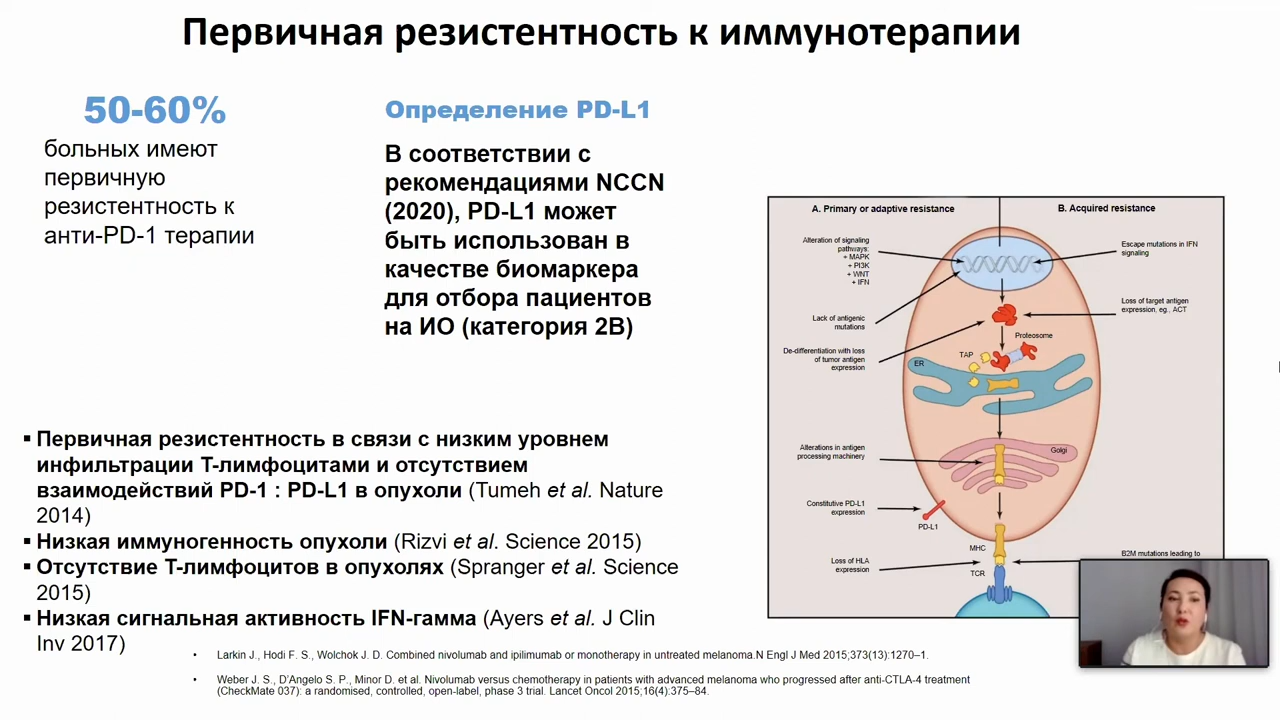 Первичная резистентность к иммунотерапии
50-60%
больных имеют
первичную
резистентность к
анти-PD-1 терапии
Определение PD-L1
В соответствии с
рекомендациями NCCN
(2020), PD-L1 может
быть использован в
качестве биомаркера
для отбора пациентов
на ИО (категория 2B)
▪ Первичная резистентность в связи с низким уровнем
инфильтрации Т-лимфоцитами и отсутствием
взаимодействий PD-1 : PD-L1 в опухоли (Tumeh et al. Nature
2014)
▪ Низкая иммуногенность опухоли (Rizvi et al. Science 2015)
▪ Отсутствие Т-лимфоцитов в опухолях (Spranger et al. Science
2015)
▪ Низкая сигнальная активность IFN-гамма (Ayers et al. J Clin
Inv 2017)
A. Primary or adaptive resistance
B. Acquired resistance
Alteration of signaling
pathways:
+ MAPK
+ PI3K
+ WNT
+ IFN
Lack of antigenic
mutations
De-differentiation with loss
of tumor antigen
expression
Alterations in antigen
processing machinery
Constitutive PD-L1
expression
Loss of HLA
expression
Escape mutations in IFN
signaling
Loss of target antigen
expression, eg., ACT
B2M mutations leading to
Proteosome
TAP
ER
Golgi
PD-L1
MHC
TCR
• Larkin J., Hodi F. S., Wolchok J. D. Combined nivolumab and ipilimumab or monotherapy in untreated melanoma.N Engl J Med 2015;373(13):1270–1.
• Weber J. S., D’Angelo S. P., Minor D. et al. Nivolumab versus chemotherapy in patients with advanced melanoma who progressed after anti-CTLA-4 treatment
(CheckMate 037): a randomised, controlled, open-label, phase 3 trial. Lancet Oncol 2015;16(4):375–84.